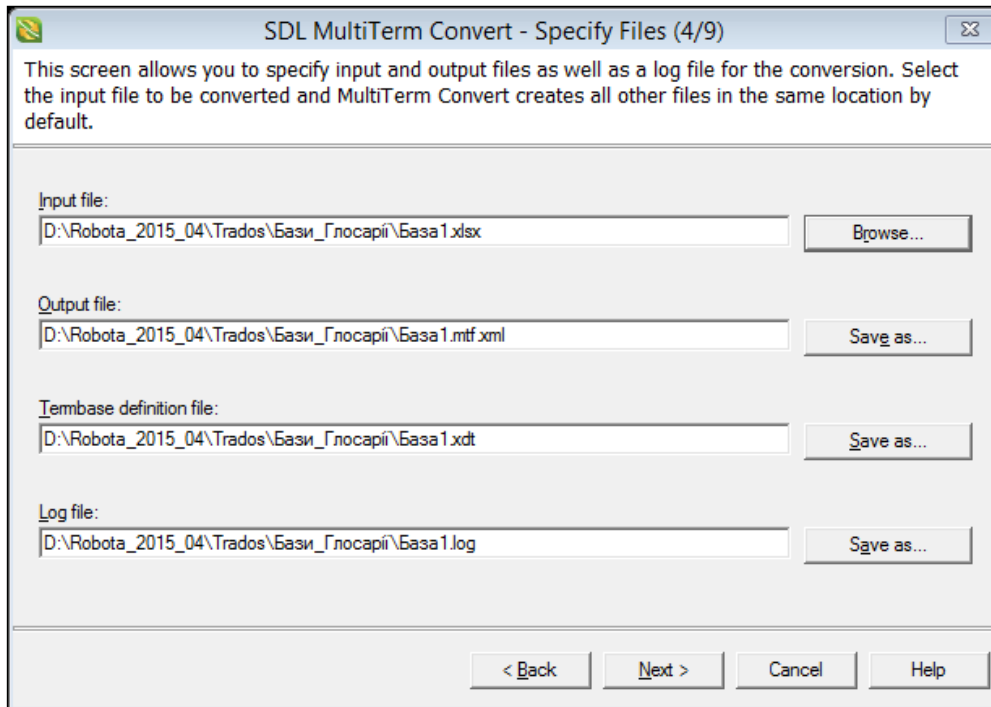 SDL MultiTerm Convert - Specify Files (4/9)
This screen allows you to specify input and output files as well as a log file for the conversion. Select
the input file to be converted and MultiTerm Convert creates all other files in the same location by
default.
Input file:
D:\Robota_2015_04\Trados\Бази_Глосарії\База1.xlsx
Browse...
Output file:
D:\Robota_2015_04\Trados\Бази_Глосарії\База1.mtf.xml
Save as...
Termbase definition file:
D:\Robota_2015_04\Trados\Бази_Глосарії\База1.xdt
Save as...
Log file:
D:\Robota_2015_04\Trados\Бази_Глосарії\База1.log
Save as...
< Back Next > Cancel Help